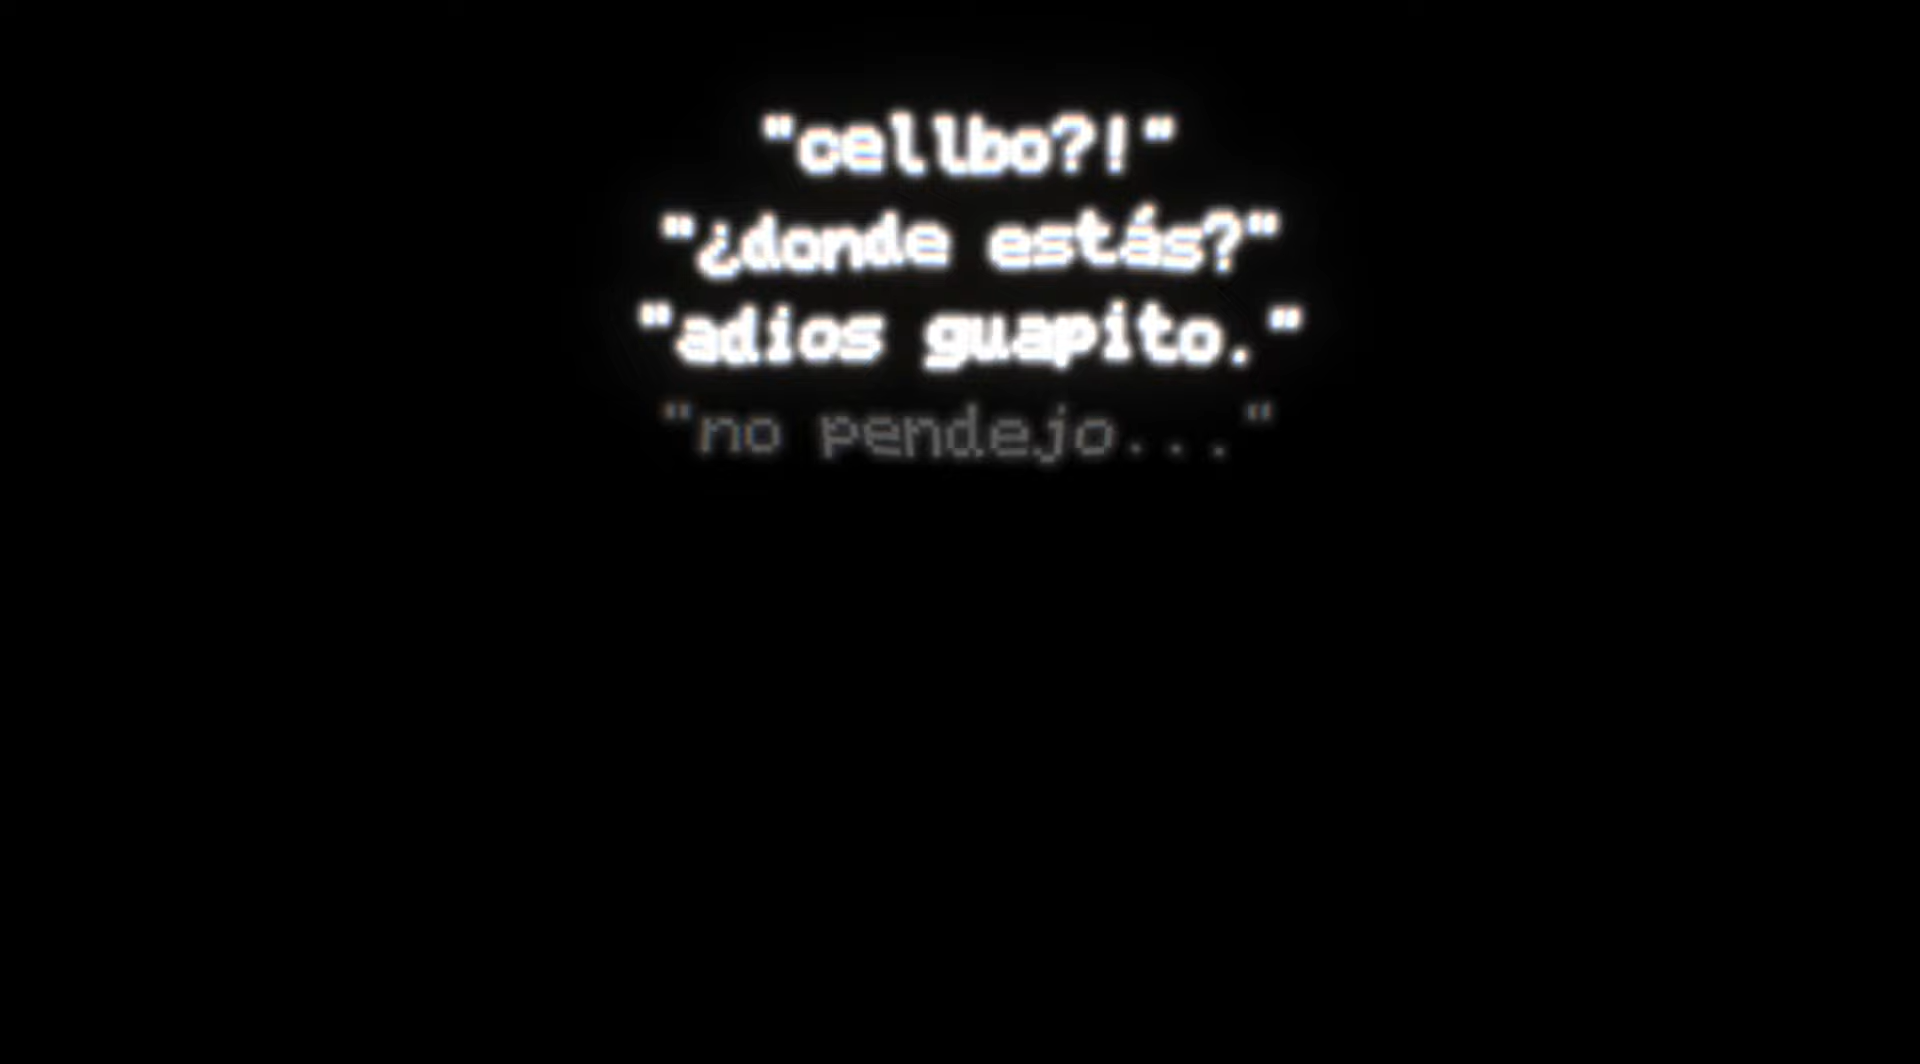 "cellbo?!"
"¿donde estás?"
"adios guapito."
"no pendejo..."